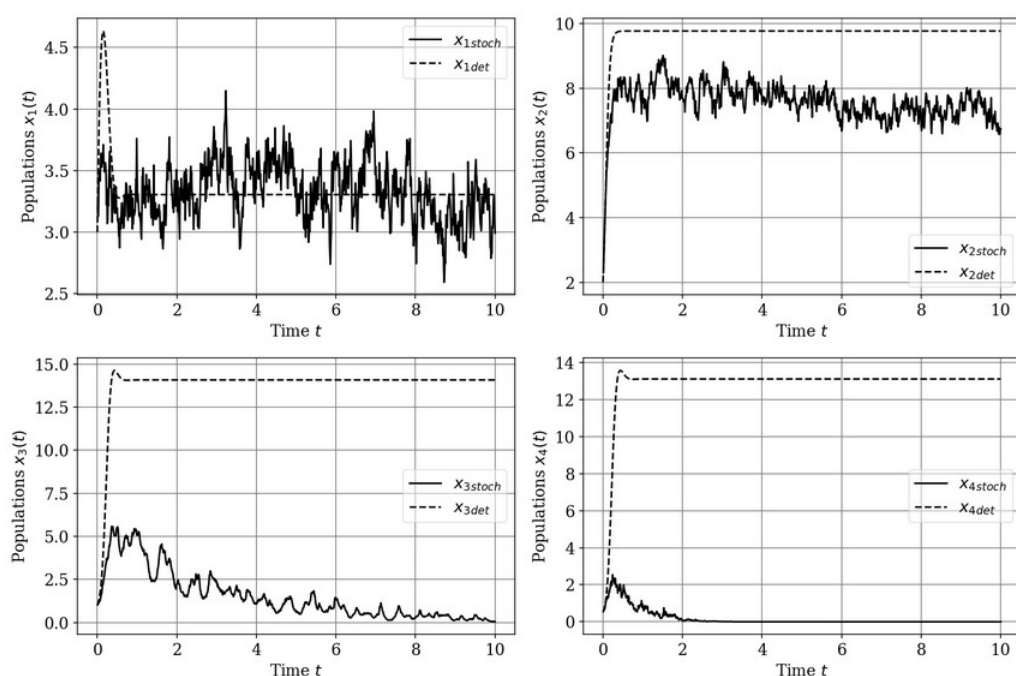 4.5
4.0
3.5
3.0
2.5
Populations x₁(t)
x₁stoch
x₁det
0 2 4 6 8 10
Time t
10
8
6
4
2
Populations x₂(t)
x₂stoch
x₂det
0 2 4 6 8 10
Time t
15.0
12.5
10.0
7.5
5.0
2.5
0.0
Populations x₃(t)
x₃stoch
x₃det
0 2 4 6 8 10
Time t
14
12
10
8
6
4
2
0
Populations x₄(t)
x₄stoch
x₄det
0 2 4 6 8 10
Time t